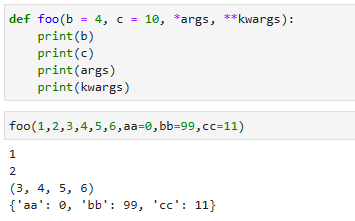 def foo(b = 4, c = 10, *args, **kwargs):
    print(b)
    print(c)
    print(args)
    print(kwargs)
foo(1,2,3,4,5,6,aa=0,bb=99,cc=11)
1
2
(3, 4, 5, 6)
{'aa': 0, 'bb': 99, 'cc': 11}